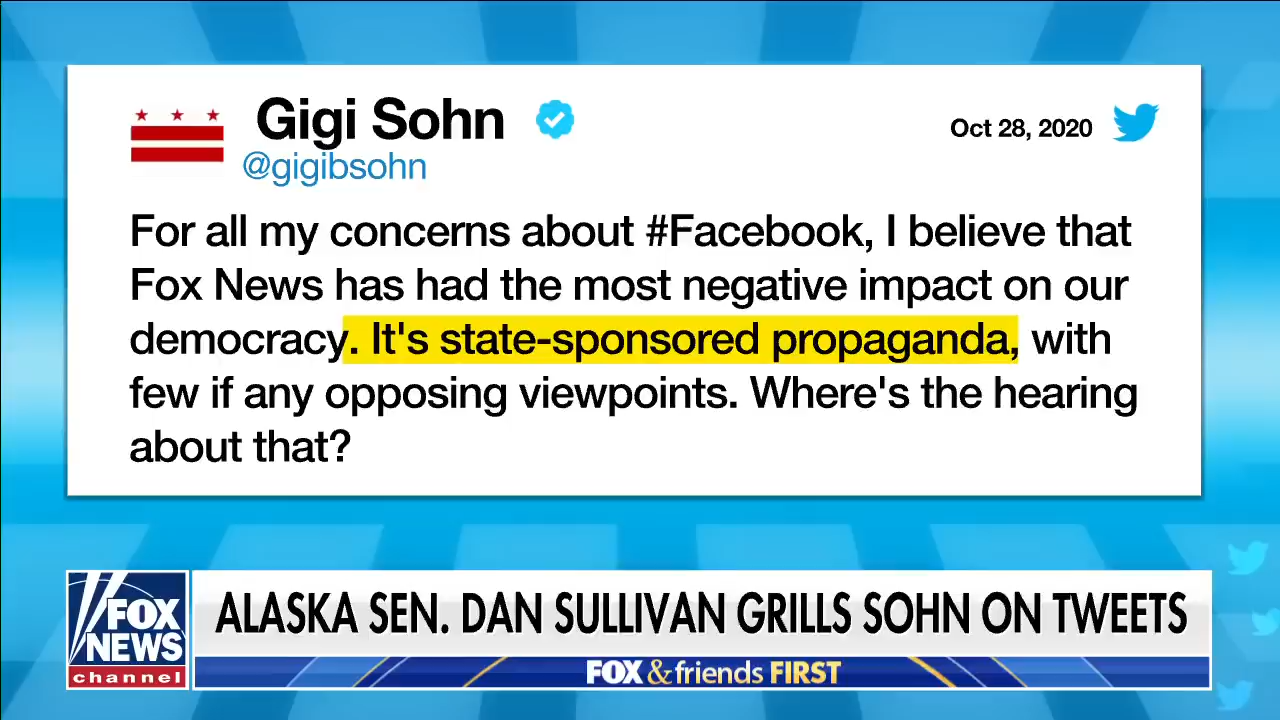 Gigi Sohn
@gigibsohn
Oct 28, 2020
For all my concerns about #Facebook, I believe that
Fox News has had the most negative impact on our
democracy. It's state-sponsored propaganda, with
few if any opposing viewpoints. Where's the hearing
about that?
FOX
NEWS
channel
ALASKA SEN. DAN SULLIVAN GRILLS SOHN ON TWEETS
FOX & friends FIRST